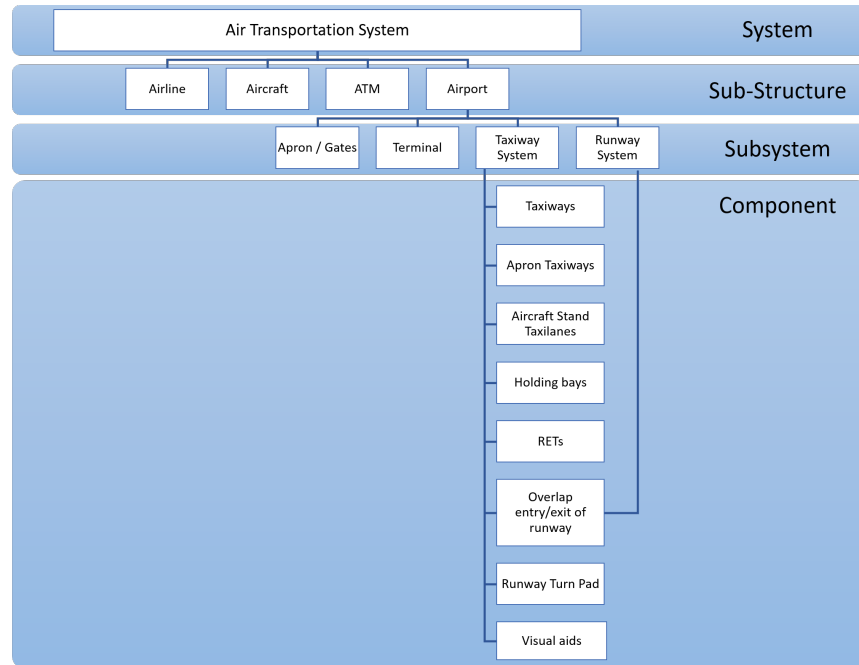 Air Transportation System
System
Airline
Aircraft
ATM
Airport
Sub-Structure
Apron / Gates
Terminal
Taxiway
System
Runway
System
Subsystem
Component
Taxiways
Apron Taxiways
Aircraft Stand
Taxilanes
Holding bays
RETs
Overlap
entry/exit of
runway
Runway Turn Pad
Visual aids